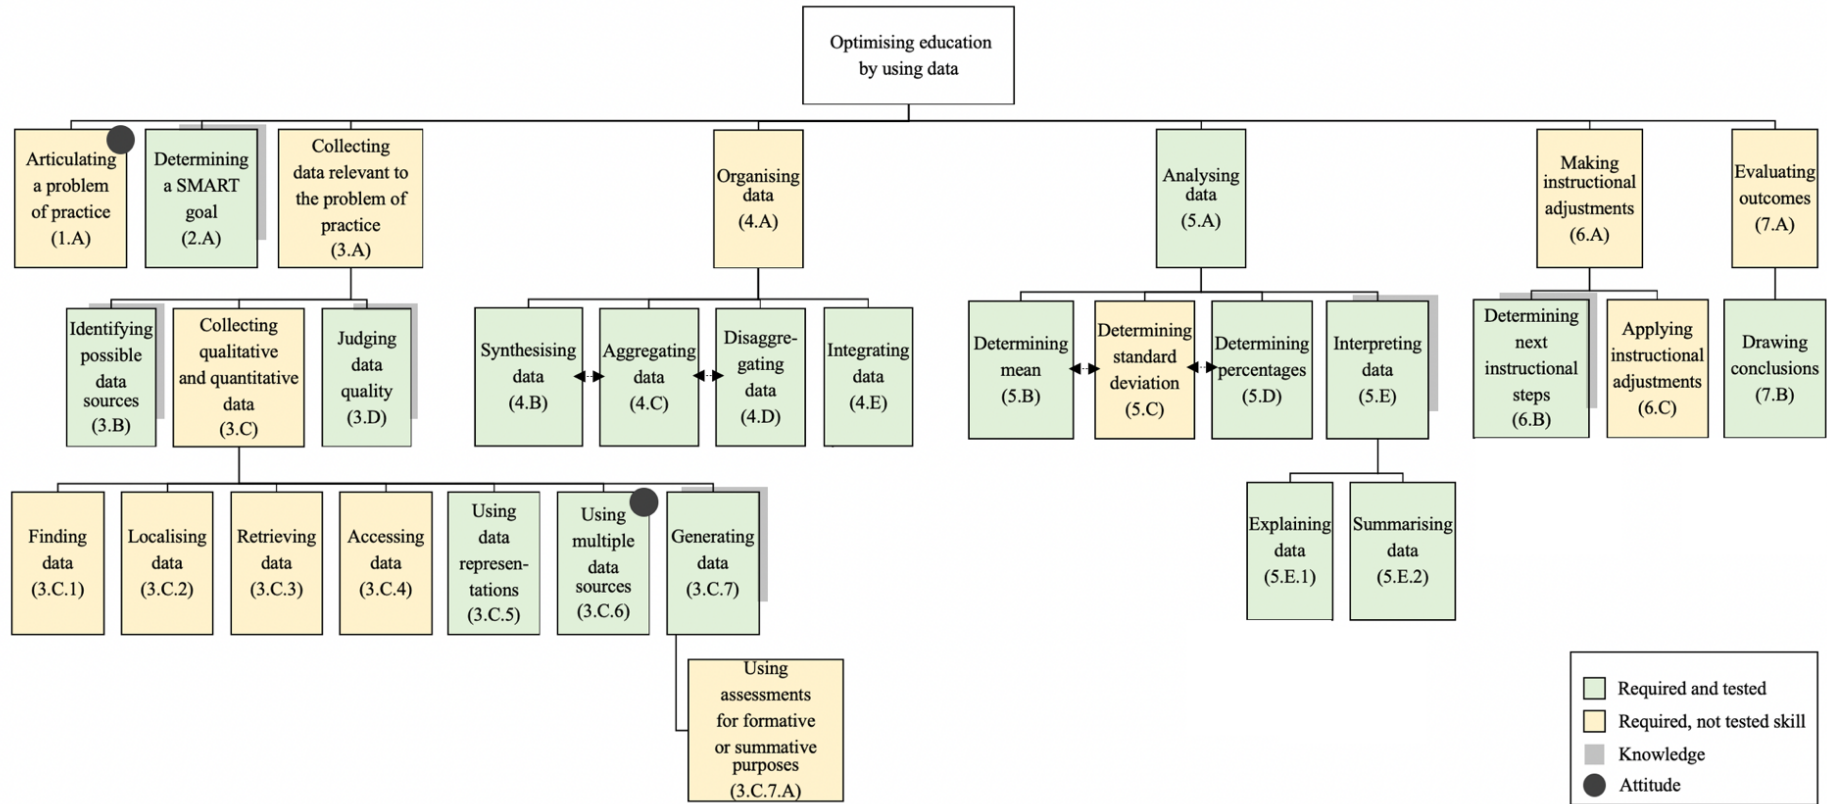 Optimising education
by using data
Articulating
a problem
of practice
(1.A)
Determining
a SMART
goal
(2.A)
Collecting
data relevant to
the problem of
practice
(3.A)
Organising
data
(4.A)
Analysing
data
(5.A)
Making
instructional
adjustments
(6.A)
Evaluating
outcomes
(7.A)
Identifying
possible
data
sources
(3.B)
Collecting
qualitative
and quantitative
data
(3.C)
Judging
data
quality
(3.D)
Synthesising
data
(4.B)
Aggregating
data
(4.C)
Disaggre-
gating
data
(4.D)
Integrating
data
(4.E)
Determining
mean
(5.B)
Determining
standard
deviation
(5.C)
Determining
percentages
(5.D)
Interpreting
data
(5.E)
Determining
next
instructional
steps
(6.B)
Applying
instructional
adjustments
(6.C)
Drawing
conclusions
(7.B)
Finding
data
(3.C.1)
Localising
data
(3.C.2)
Retrieving
data
(3.C.3)
Accessing
data
(3.C.4)
Using
data
represen-
tations
(3.C.5)
Using
multiple
data
sources
(3.C.6)
Generating
data
(3.C.7)
Explaining
data
(5.E.1)
Summarising
data
(5.E.2)
Using
assessments
for formative
or summative
purposes
(3.C.7.A)
Required and tested
Required, not tested skill
Knowledge
Attitude